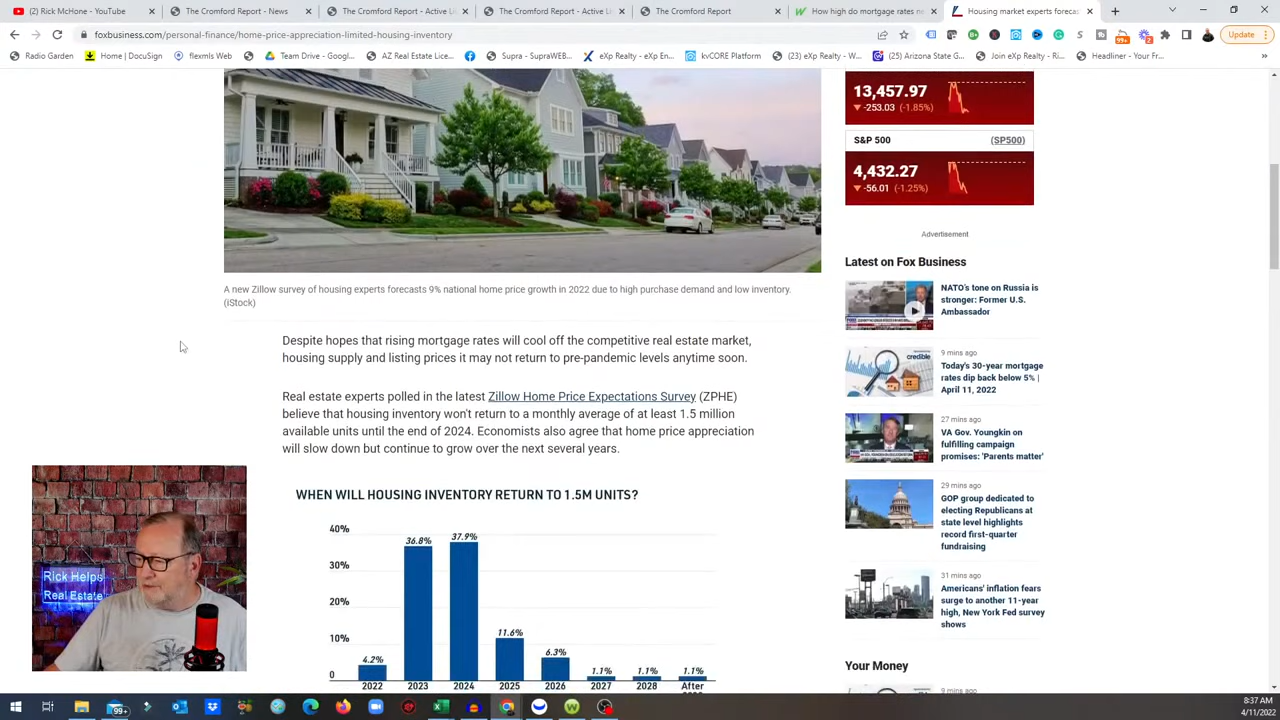 (2) Rick McNeese - YouTube
The Cromford Report - Active Li
The Cromford Report
The Cromford Report
The Cromford Report
How high will mortgage rates g
Housing market experts forecas
foxbusiness.com/personal-finance/home-price-appreciation-limited-housing-inventory
99+
2
Update
Radio Garden
Home | DocuSign
flexmls Web
Team Drive - Googl...
Supra - SupraWEB...
eXp Realty - eXp En...
kvCORE Platform
(25) Arizona State G...
Join eXp Realty - Ri...
Headliner - Your Fr...
»
13,457.97
-253.03 (-1.85%)
S&P 500 (SP500)
4,432.27
-56.01 (-1.25%)
Advertisement
A new Zillow survey of housing experts forecasts 9% national home price growth in 2022 due to high purchase demand and low inventory.
(iStock)
Despite hopes that rising mortgage rates will cool off the competitive real estate market,
housing supply and listing prices it may not return to pre-pandemic levels anytime soon.
Real estate experts polled in the latest Zillow Home Price Expectations Survey (ZPHE)
believe that housing inventory won't return to a monthly average of at least 1.5 million
available units until the end of 2024. Economists also agree that home price appreciation
will slow down but continue to grow over the next several years.
WHEN WILL HOUSING INVENTORY RETURN TO 1.5M UNITS?
40%
30%
20%
10%
0
4.2%
36.8%
37.9%
11.6%
6.3%
1.1%
1.1%
1.1%
2022
2023
2024
2025
2026
2027
2028
After
Latest on Fox Business
NATO's tone on Russia is
stronger: Former U.S.
Ambassador
credible
9 mins ago
Today's 30-year mortgage
rates dip back below 5% |
April 11, 2022
27 mins ago
VA Gov. Youngkin on
fulfilling campaign
promises: 'Parents matter'
29 mins ago
GOP group dedicated to
electing Republicans at
state level highlights
record first-quarter
fundraising
31 mins ago
Americans' inflation fears
surge to another 11-year
high, New York Fed survey
shows
Your Money
9 mins ago
Rick Helps
Real Estate
99+
8:37 AM
4/11/2022